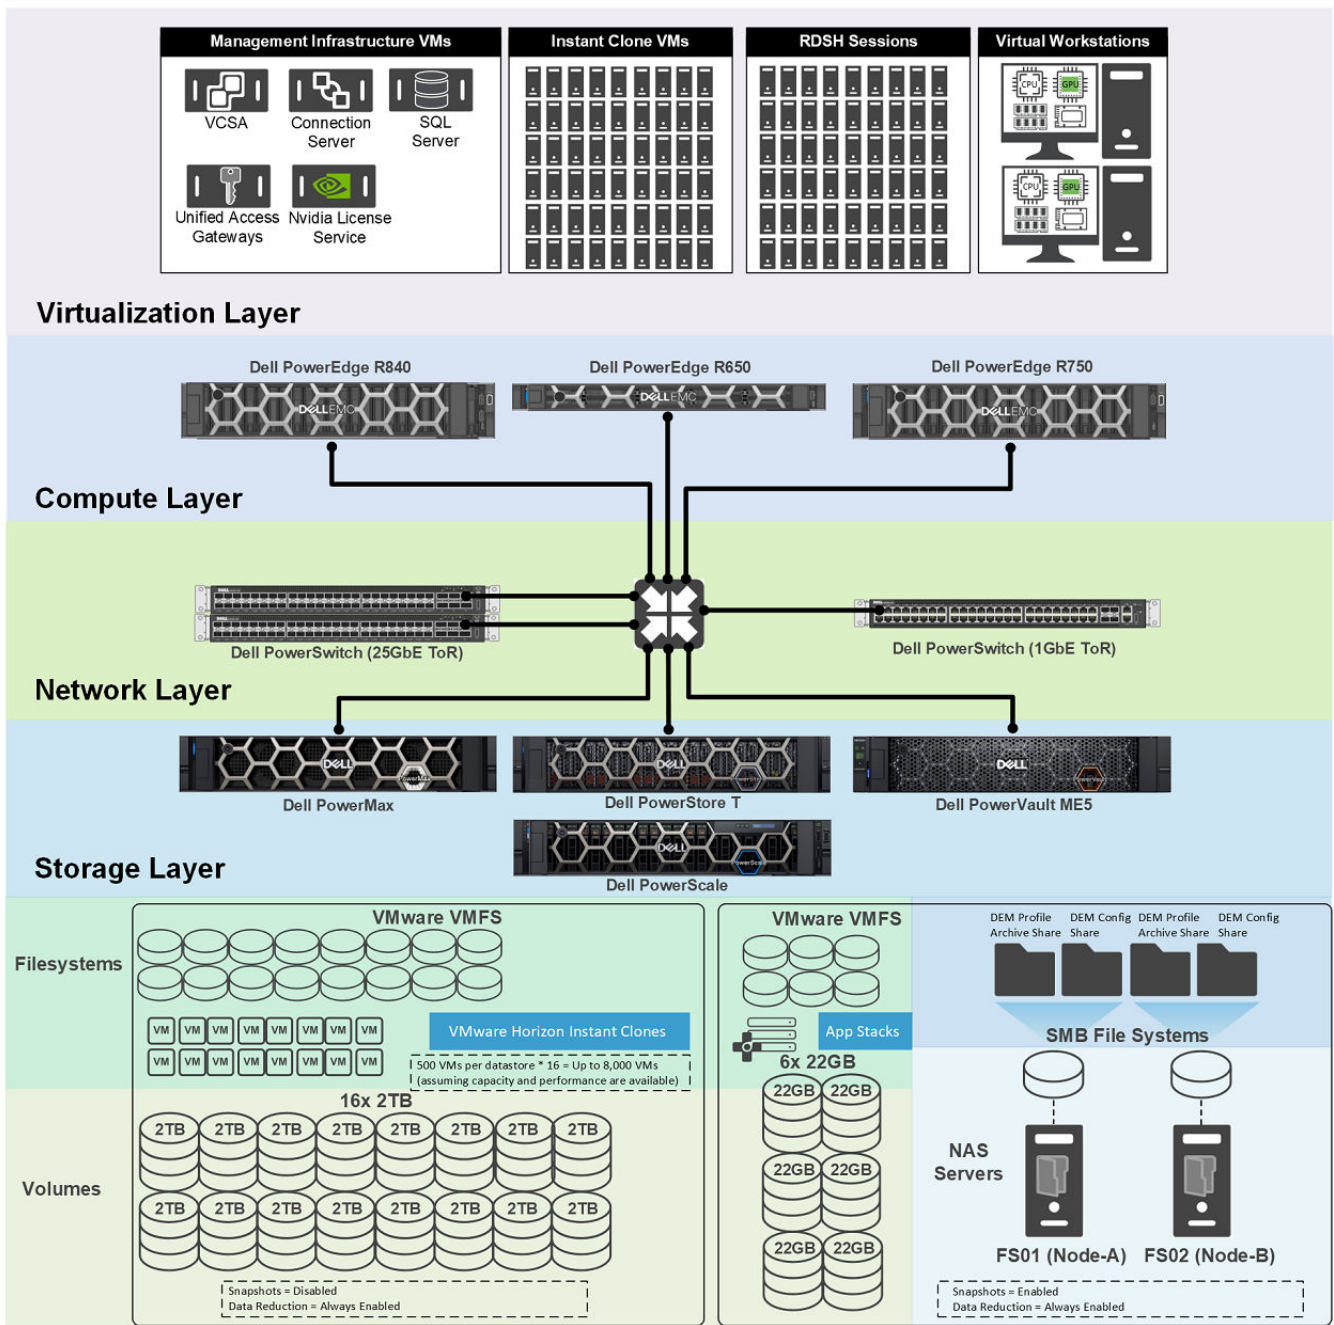 Management Infrastructure VMs
Instant Clone VMs
RDSH Sessions
Virtual Workstations
VCSA
Connection
Server
SQL
Server
CPU
GPU
CPU
GPU
Unified Access
Gateways
Nvidia License
Service
Virtualization Layer
Dell PowerEdge R840
Dell PowerEdge R650
Dell PowerEdge R750
DELLEMC
DELLEMC
DELLEMC
Compute Layer
Dell PowerSwitch (25GbE ToR)
Dell PowerSwitch (1GbE ToR)
Network Layer
DELL
PowerMax
DELL
DELL
Dell PowerMax
Dell PowerStore T
Dell PowerVault ME5
DELL
Storage Layer
Dell PowerScale
VMware VMFS
VMware VMFS
DEM Profile
Archive Share
DEM Config
Share
DEM Profile
Archive Share
DEM Config
Share
Filesystems
VM VM VM VM VM VM VM VM
VM VM VM VM VM VM VM VM
VMware Horizon Instant Clones
App Stacks
SMB File Systems
500 VMs per datastore * 16 = Up to 8,000 VMs
(assuming capacity and performance are available)
6x 22GB
16x 2TB
22GB 22GB
2TB 2TB 2TB 2TB 2TB 2TB 2TB 2TB
NAS
Servers
22GB 22GB
Volumes
2TB 2TB 2TB 2TB 2TB 2TB 2TB 2TB
22GB 22GB
FS01 (Node-A)
FS02 (Node-B)
Snapshots = Disabled
Data Reduction = Always Enabled
Snapshots = Enabled
Data Reduction = Always Enabled